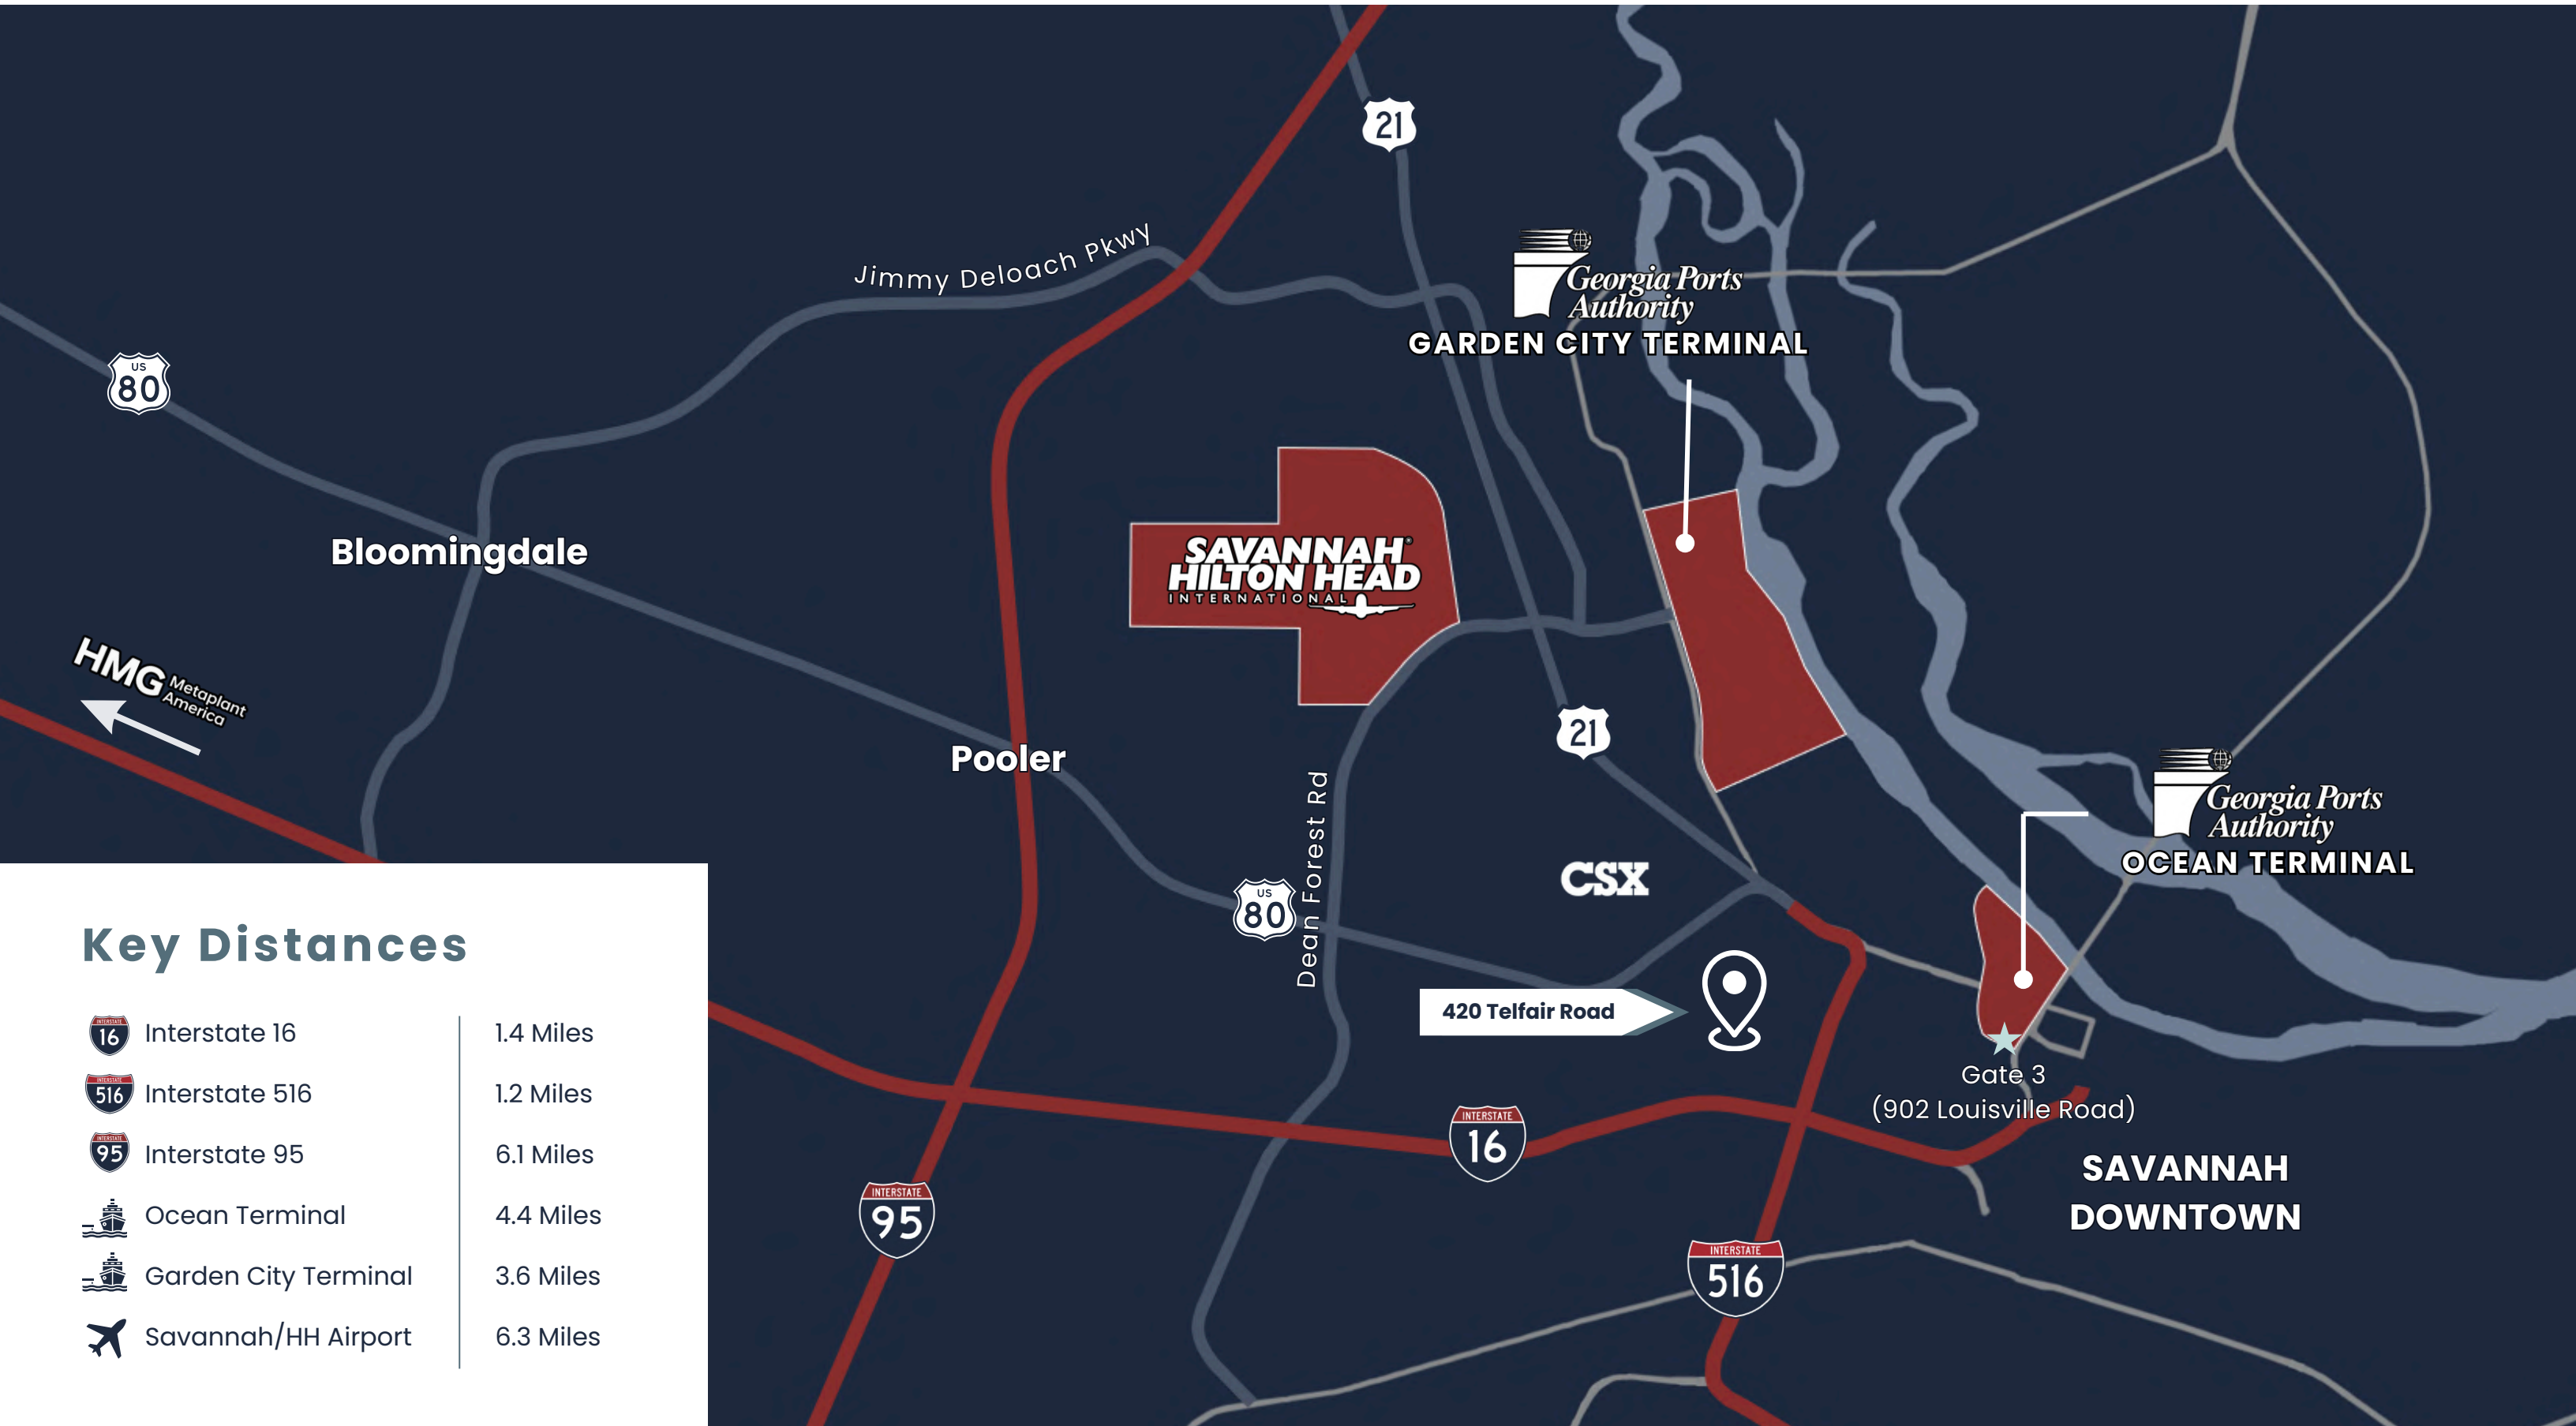 21
Jimmy Deloach Pkwy
Georgia Ports
Authority
GARDEN CITY TERMINAL
US
80
SAVANNAH®
HILTON HEAD
INTERNATIONAL
Bloomingdale
HMG Metaplant
America
Pooler
21
Dean Forest Rd
Georgia Ports
Authority
OCEAN TERMINAL
CSX
US
80
420 Telfair Road
Gate 3
(902 Louisville Road)
INTERSTATE
16
SAVANNAH
DOWNTOWN
INTERSTATE
95
INTERSTATE
516
Key Distances
INTERSTATE
16 Interstate 16 1.4 Miles
INTERSTATE
516 Interstate 516 1.2 Miles
INTERSTATE
95 Interstate 95 6.1 Miles
Ocean Terminal 4.4 Miles
Garden City Terminal 3.6 Miles
Savannah/HH Airport 6.3 Miles